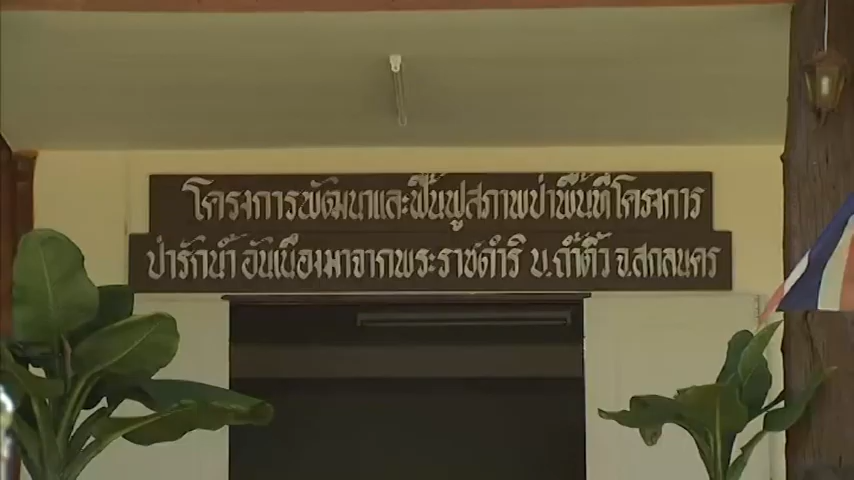 โครงการพัฒนาและฟื้นฟูสภาพป่าพื้นที่โครงการ
ป่ารักน้ำ อันเนื่องมาจากพระราชดำริ บ.ถ้ำติ้ว จ.สกลนคร